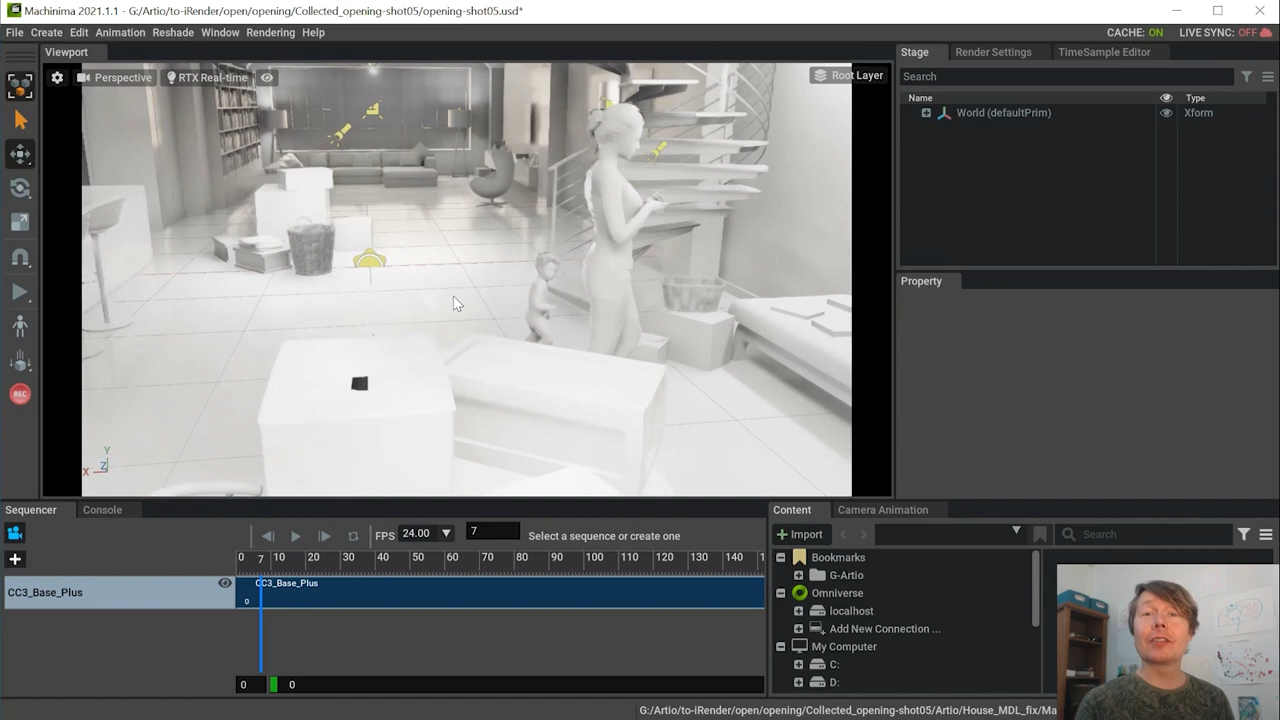 Machinima 2021.1.1 - G:/Artio/to-iRender/open/opening/Collected_opening-shot05/opening-shot05.usd*
File Create Edit Animation Reshade Window Rendering Help CACHE: ON LIVE SYNC: OFF
Viewport
Perspective RTX Real-time Root Layer
Stage Render Settings TimeSample Editor
Search
Name Type
World (defaultPrim) Xform
Property
REC
Y
X Z
Sequencer Console
FPS 24.00 7 Select a sequence or create one
0 7 10 20 30 40 50 60 70 80 90 100 110 120 130 140 1
CC3_Base_Plus
CC3_Base_Plus
0
0 0
Content Camera Animation
Import Search
Bookmarks
G-Artio
Omniverse
localhost
Add New Connection ...
My Computer
C:
D:
G:/Artio/to-iRender/open/opening/Collected_opening-shot05/Artio/House_MDL_fix/Ma